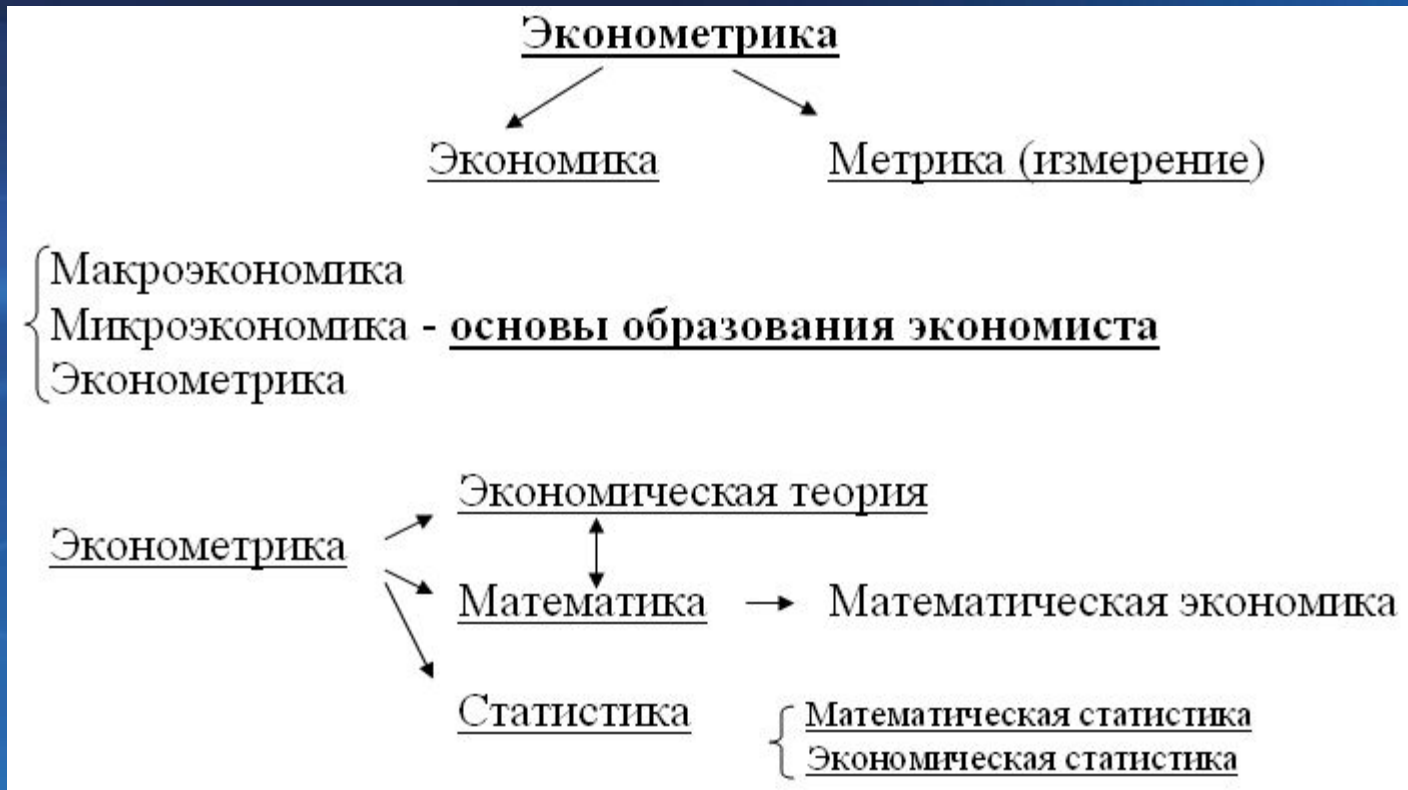 Эконометрика
Экономика Метрика (измерение)
Макроэкономика
Микроэкономика - основы образования экономиста
Эконометрика
Экономическая теория
Эконометрика
Математика Математическая экономика
Статистика Математическая статистика
Экономическая статистика